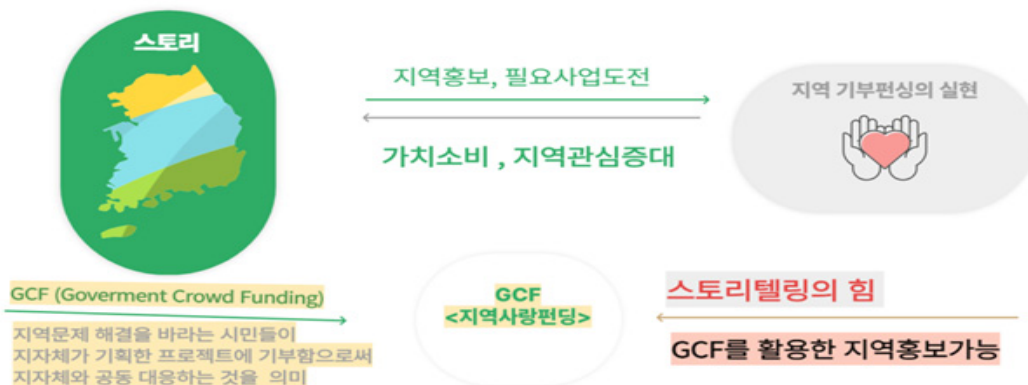 스토리
지역홍보, 필요사업도전
가치소비 , 지역관심증대
지역 기부펀싱의 실현
GCF (Goverment Crowd Funding)
지역문제 해결을 바라는 시민들이
지자체가 기획한 프로젝트에 기부함으로써
지자체와 공동 대응하는 것을 의미
GCF
<지역사랑펀딩>
스토리텔링의 힘
GCF를 활용한 지역홍보가능